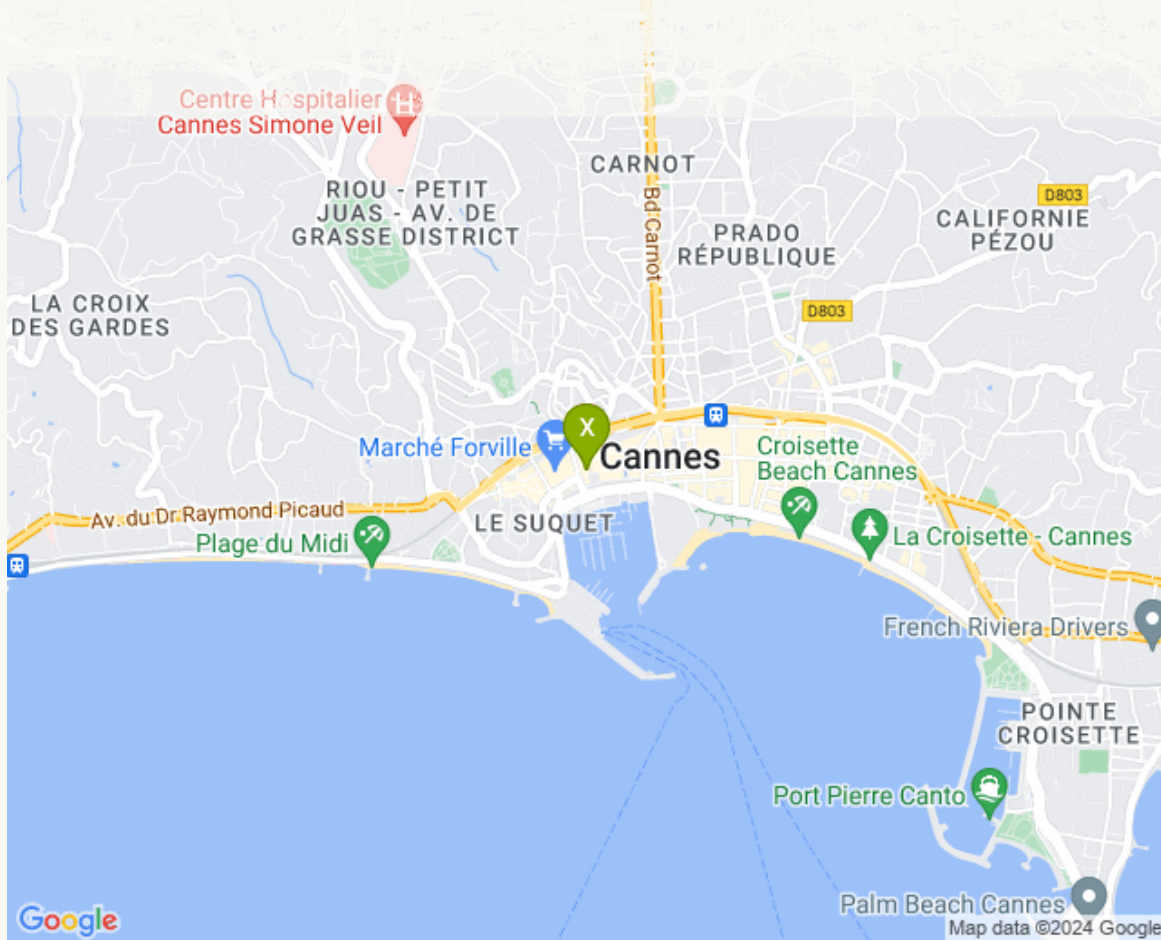 Centre Hospitalier
Cannes Simone Veil
H
CARNOT
RIOU - PETIT
JUAS - AV. DE
GRASSE DISTRICT
Bd Carnot
D803
CALIFORNIE
PÉZOU
PRADO
RÉPUBLIQUE
LA CROIX
DES GARDES
D803
X
Marché Forville
Cannes
Croisette
Beach Cannes
Av. du Dr Raymond Picaud
LE SUQUET
Plage du Midi
La Croisette - Cannes
French Riviera Drivers
POINTE
CROISETTE
Port Pierre Canto
Palm Beach Cannes
Google
Map data ©2024 Google